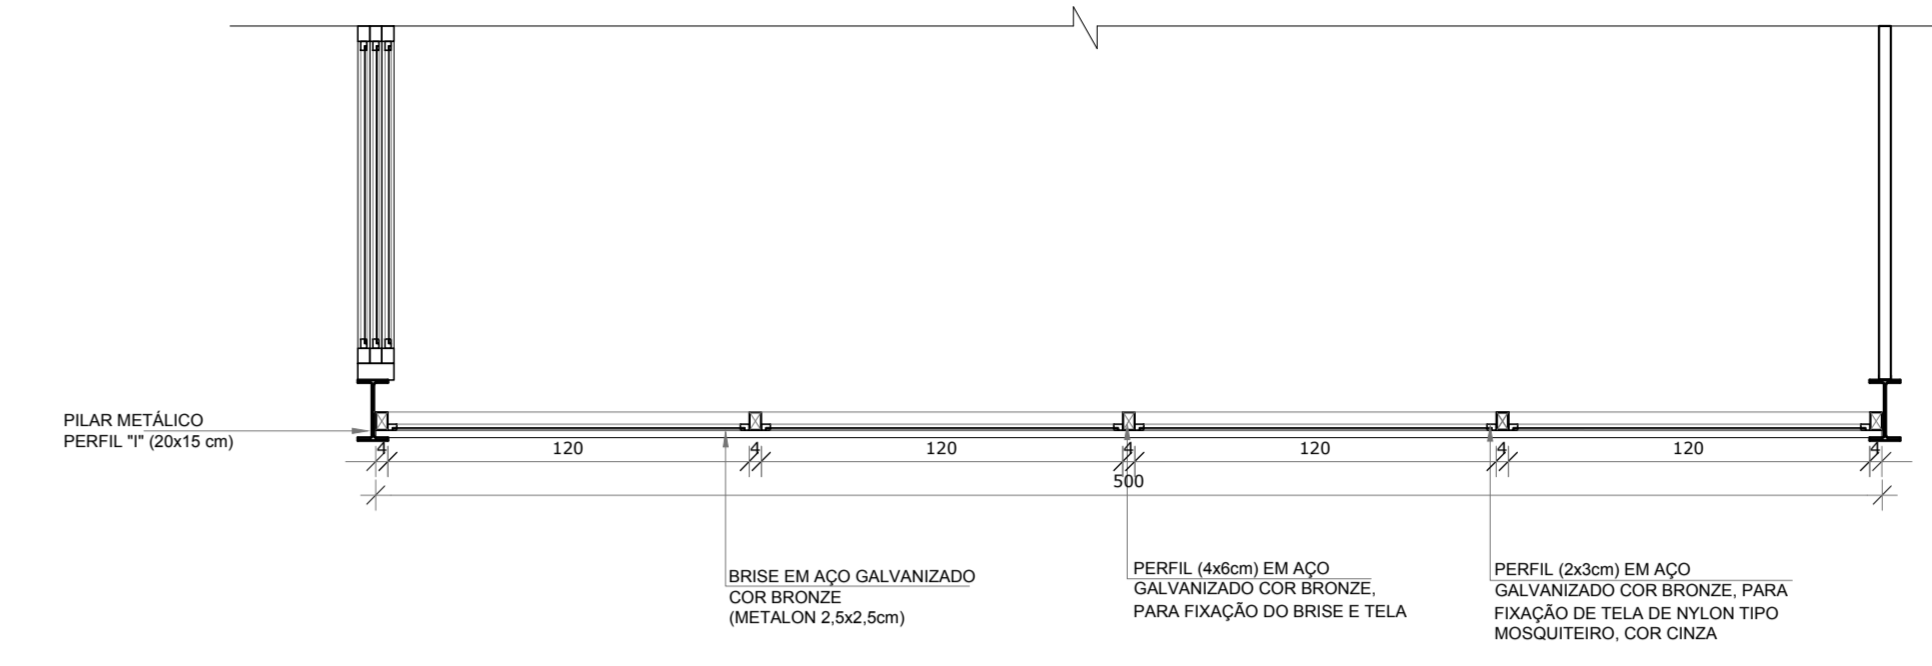 PILAR METÁLICO
PERFIL "I" (20x15 cm)
4 120 4 120 4 120 4 120 4
500
BRISE EM AÇO GALVANIZADO
COR BRONZE
(METALON 2,5x2,5cm)
PERFIL (4x6cm) EM AÇO
GALVANIZADO COR BRONZE,
PARA FIXAÇÃO DO BRISE E TELA
PERFIL (2x3cm) EM AÇO
GALVANIZADO COR BRONZE, PARA
FIXAÇÃO DE TELA DE NYLON TIPO
MOSQUITEIRO, COR CINZA